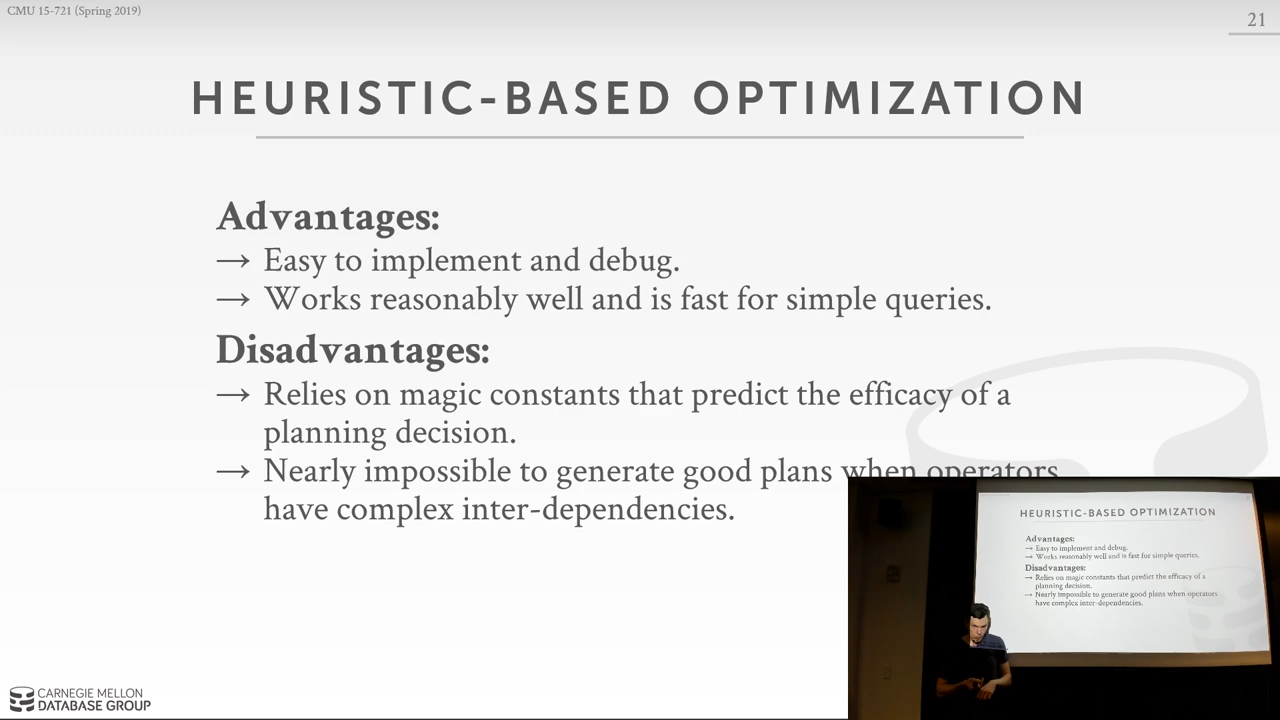 CMU 15-721 (Spring 2019)
21
HEURISTIC-BASED OPTIMIZATION
Advantages:
→ Easy to implement and debug.
→ Works reasonably well and is fast for simple queries.
Disadvantages:
→ Relies on magic constants that predict the efficacy of a
planning decision.
→ Nearly impossible to generate good plans when operators
have complex inter-dependencies.
HEURISTIC-BASED OPTIMIZATION
Advantages:
→ Easy to implement and debug.
→ Works reasonably well and is fast for simple queries.
Disadvantages:
→ Relies on magic constants that predict the efficacy of a
planning decision.
→ Nearly impossible to generate good plans when operators
have complex inter-dependencies.
CARNEGIE MELLON
DATABASE GROUP